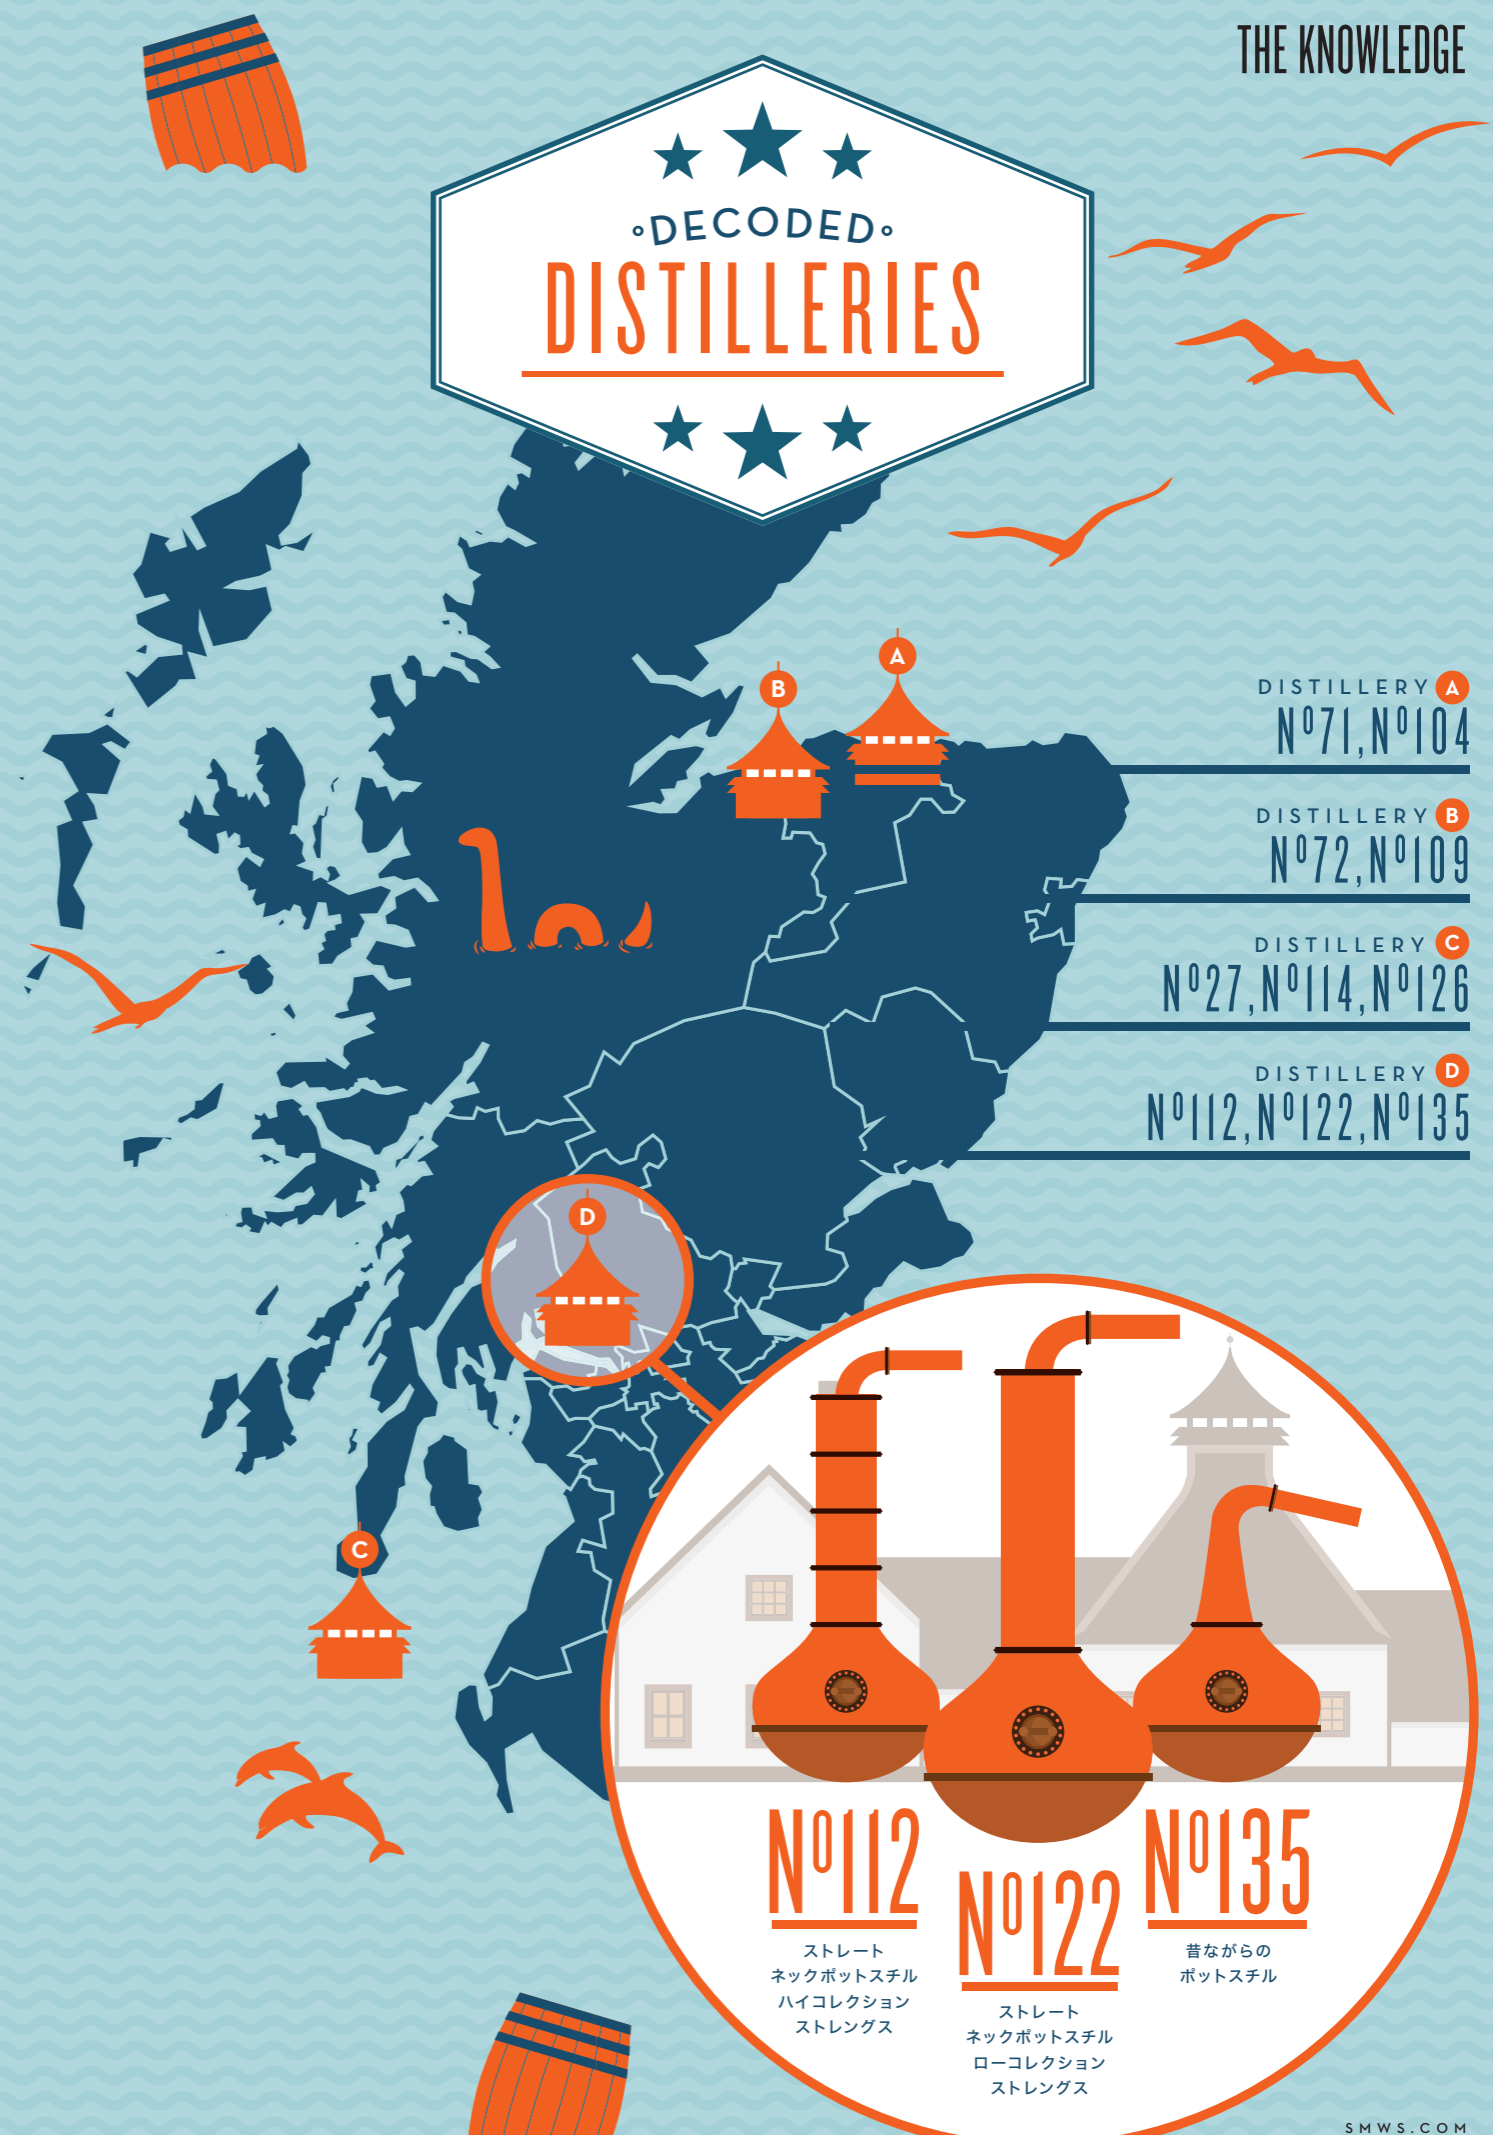 THE KNOWLEDGE
DECODED
DISTILLERIES
A
B
DISTILLERY A
Nº71, Nº104
DISTILLERY B
Nº72, Nº109
DISTILLERY C
Nº27, Nº114, Nº126
DISTILLERY D
Nº112, Nº122, Nº135
D
C
Nº112
ストレート
ネックポットスチル
ハイコレクション
ストレングス
Nº122
ストレート
ネックポットスチル
ローコレクション
ストレングス
Nº135
昔ながらの
ポットスチル
SMWS.COM